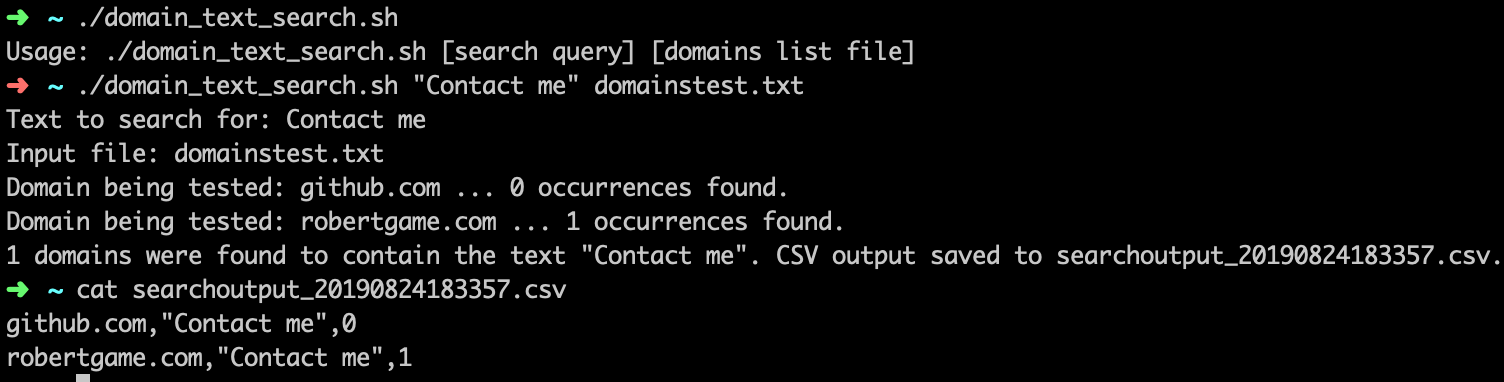 ➜ ~ ./domain_text_search.sh
Usage: ./domain_text_search.sh [search query] [domains list file]
➜ ~ ./domain_text_search.sh "Contact me" domainstest.txt
Text to search for: Contact me
Input file: domainstest.txt
Domain being tested: github.com ... 0 occurrences found.
Domain being tested: robertgame.com ... 1 occurrences found.
1 domains were found to contain the text "Contact me". CSV output saved to searchoutput_20190824183357.csv.
➜ ~ cat searchoutput_20190824183357.csv
github.com,"Contact me",0
robertgame.com,"Contact me",1